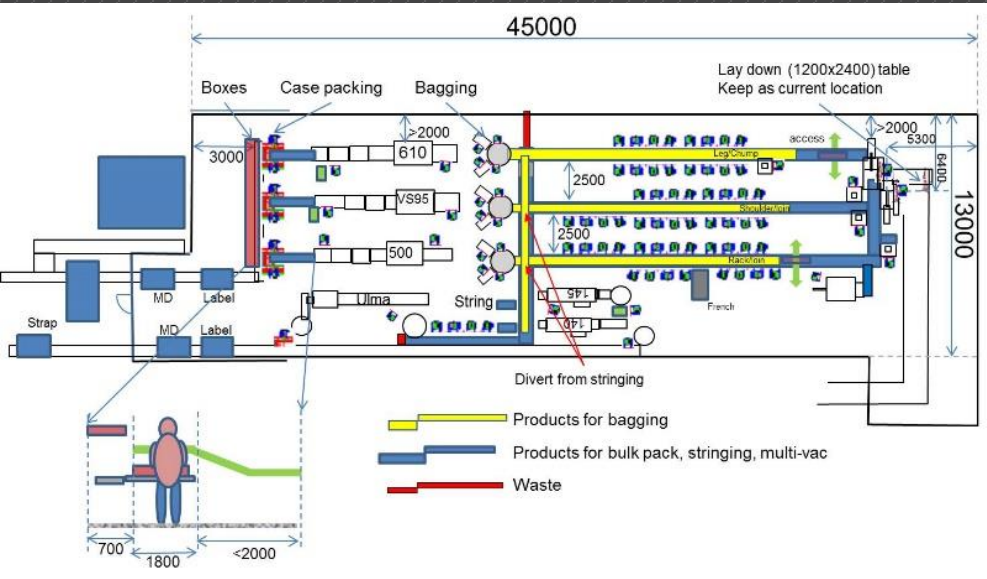 45000
Boxes
Case packing
Bagging
Lay down (1200x2400) table
Keep as current location
>2000
3000
610
Leg/Chump
access
>2000
5300
6400
13000
2500
VS95
Shoulder/loin
2500
500
Rack/loin
MD
Label
Ulma
String
145
French
140
Strap
MD
Label
Divert from stringing
Products for bagging
Products for bulk pack, stringing, multi-vac
Waste
700
1800
<2000